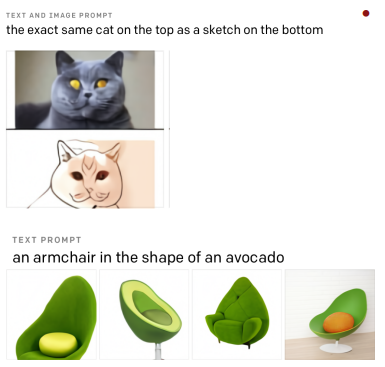 TEXT AND IMAGE PROMPT
the exact same cat on the top as a sketch on the bottom
TEXT PROMPT
an armchair in the shape of an avocado